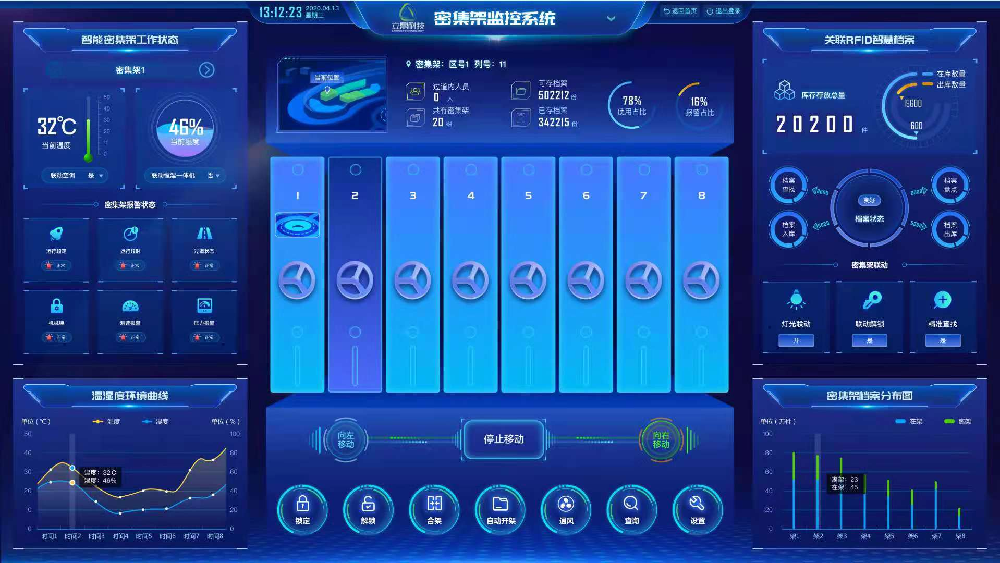 13:12:23
2020.04.13
星期三
立鼎科技
LIDING TECHNOLOGY
密集架监控系统
返回首页
退出登录
智能密集架工作状态
密集架1
32℃
当前温度
50
40
30
20
10
0
联动空调 是
46%
当前湿度
联动恒湿一体机 否
密集架报警状态
运行超速
正常
运行超时
正常
过道状态
正常
机械锁
正常
测速报警
正常
压力报警
正常
温湿度环境曲线
单位(℃)
温度
湿度
单位(%)
50
40
30
20
10
0
100
80
60
40
20
0
温度: 32℃
湿度: 46%
时间1 时间2 时间3 时间4 时间5 时间6 时间7 时间8
当前位置
密集架: 区号1 列号: 11
过道内人员
0 人
共有密集架
20 组
可存档案
502212 份
已存档案
342215 份
78%
使用占比
16%
报警占比
1 2 3 4 5 6 7 8
向左
移动
停止移动
向右
移动
锁定
解锁
合架
自动开架
通风
查询
设置
关联RFID智慧档案
库存存放总量
20200 件
在库数量
出库数量
19600
600
档案
查找
档案
盘点
良好
档案状态
档案
入库
档案
出库
密集架联动
灯光联动
开
联动解锁
是
精准查找
是
密集架档案分布图
单位(万件)
在架
离架
100
80
60
40
20
0
离架: 23
在架: 45
架1 架2 架3 架4 架5 架6 架7 架8